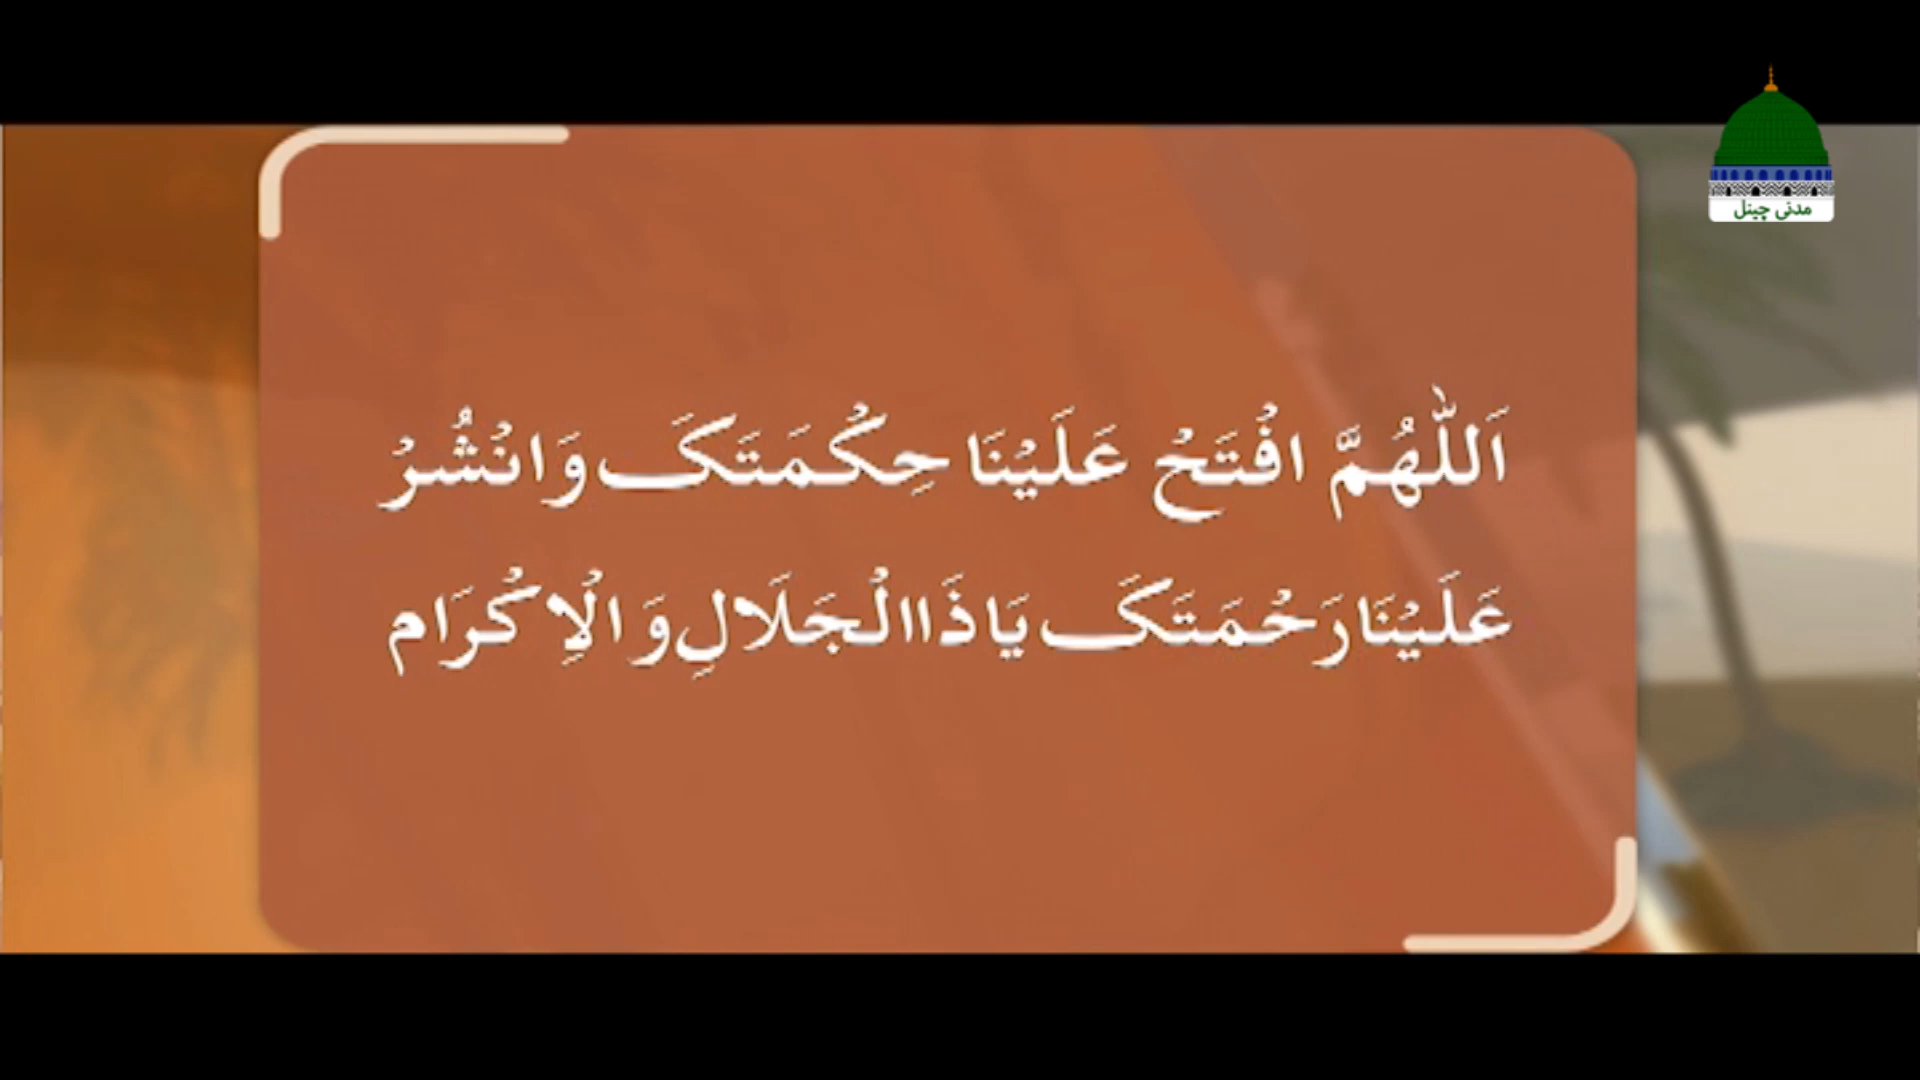 مدنی چینل
اَللّٰهُمَّ افْتَحْ عَلَیْنَا حِکْمَتَکَ وَانْشُرْ
عَلَیْنَا رَحْمَتَکَ یَا ذَاالْجَلَالِ وَالْاِکْرَام